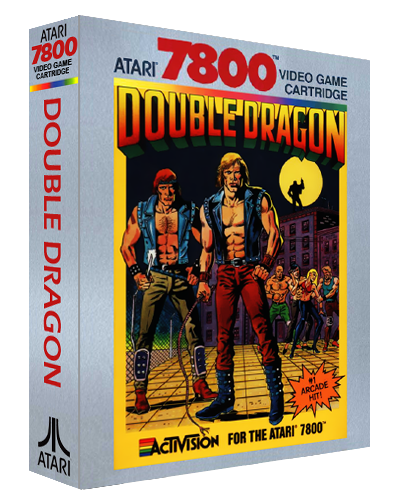 ATARI
7800
VIDEO GAME
CARTRIDGE
DOUBLE DRAGON
ATARI
ATARI® 7800™
VIDEO GAME
CARTRIDGE
DOUBLE DRAGON
#1
ARCADE
HIT!
ACTIVISION FOR THE ATARI® 7800™